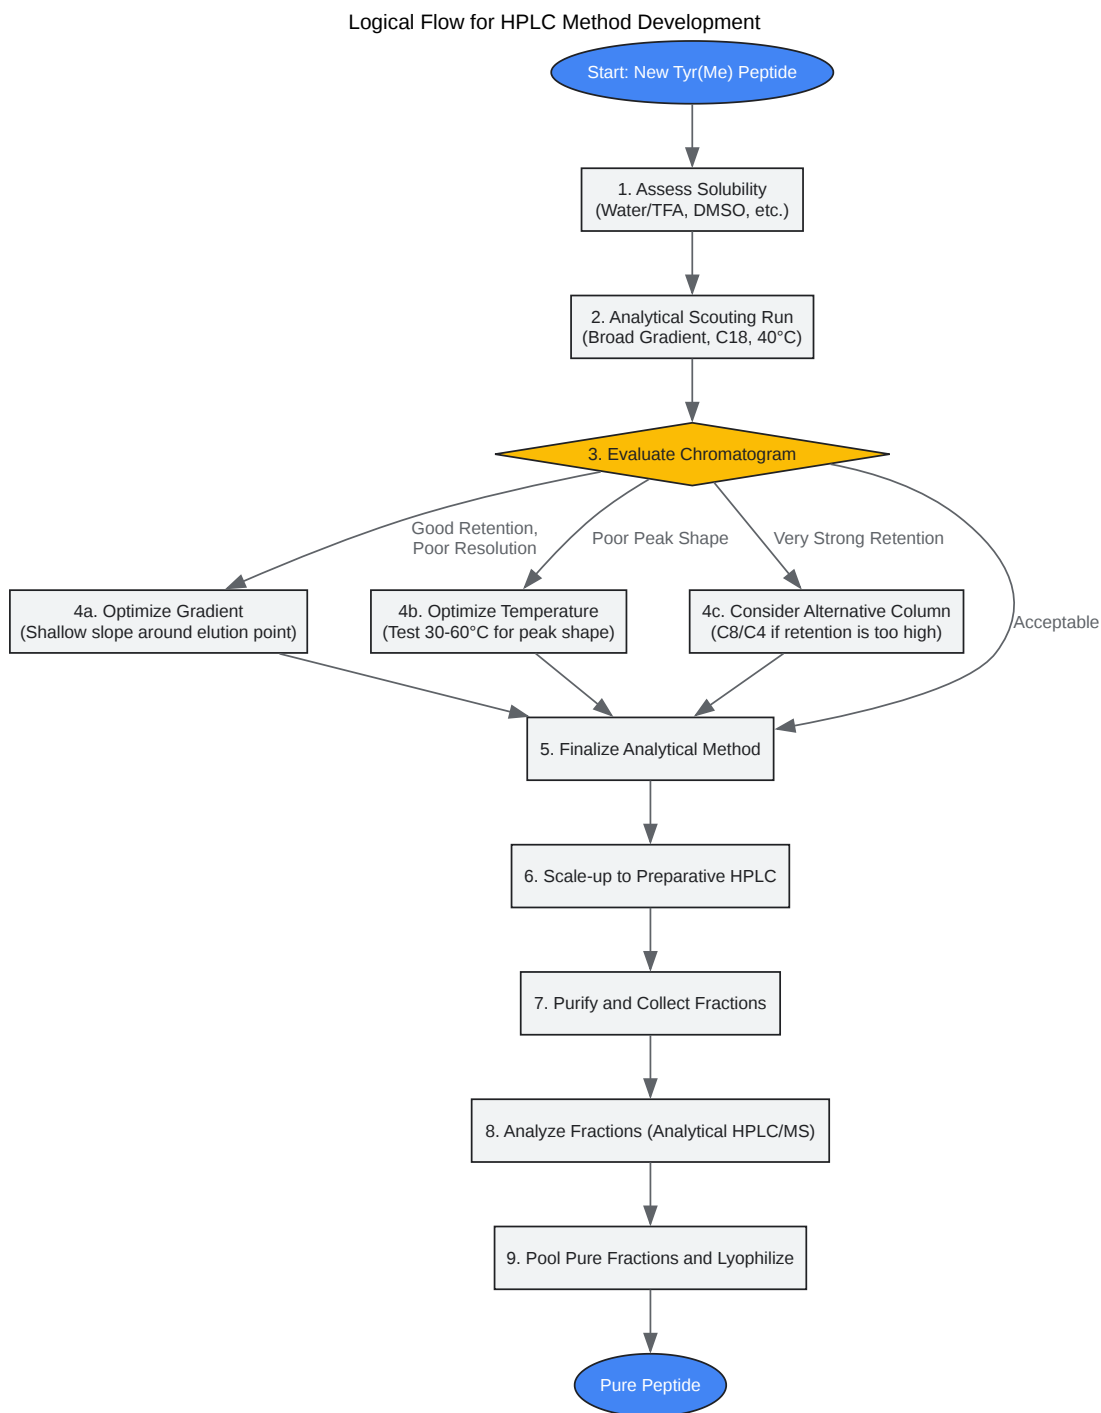 Logical Flow for HPLC Method Development
Start: New Tyr(Me) Peptide
1. Assess Solubility
(Water/TFA, DMSO, etc.)
2. Analytical Scouting Run
(Broad Gradient, C18, 40°C)
3. Evaluate Chromatogram
Good Retention,
Poor Resolution
Poor Peak Shape
Very Strong Retention
Acceptable
4a. Optimize Gradient
(Shallow slope around elution point)
4b. Optimize Temperature
(Test 30-60°C for peak shape)
4c. Consider Alternative Column
(C8/C4 if retention is too high)
5. Finalize Analytical Method
6. Scale-up to Preparative HPLC
7. Purify and Collect Fractions
8. Analyze Fractions (Analytical HPLC/MS)
9. Pool Pure Fractions and Lyophilize
Pure Peptide